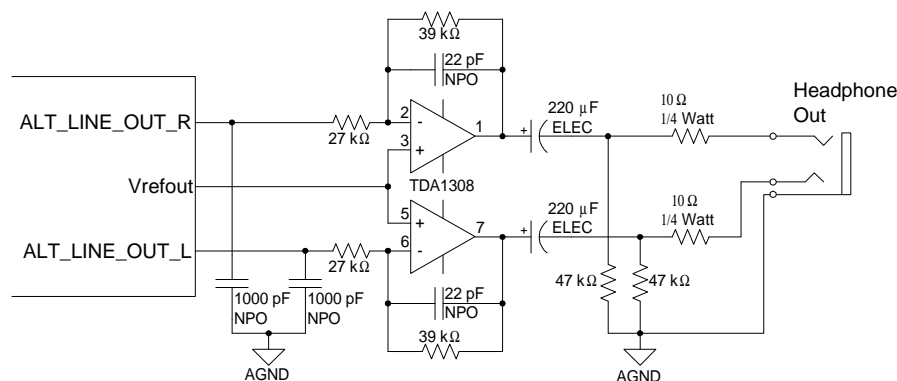 39 kΩ
22 pF
NPO
ALT_LINE_OUT_R
27 kΩ
2
-
3
+
1
TDA1308
+
220 µF
ELEC
10 Ω
1/4 Watt
Headphone
Out
Vrefout
ALT_LINE_OUT_L
27 kΩ
5
+
6
-
7
+
220 µF
ELEC
10 Ω
1/4 Watt
1000 pF
NPO
1000 pF
NPO
22 pF
NPO
39 kΩ
47 kΩ
47 kΩ
AGND
AGND